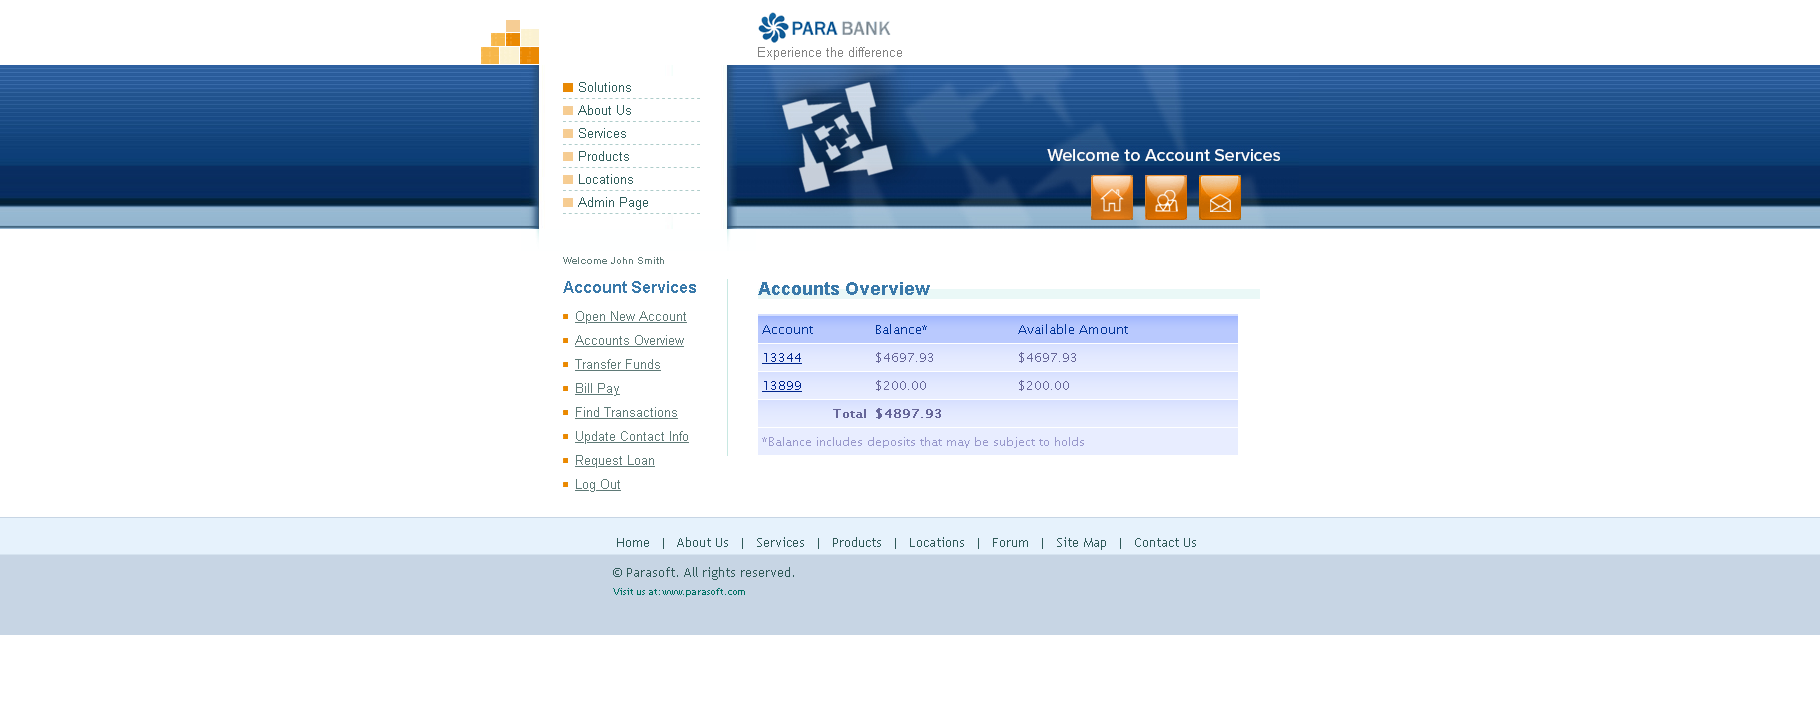 PARA BANK
Experience the difference
Solutions
About Us
Services
Products
Locations
Admin Page
Welcome to Account Services
Welcome John Smith
Account Services
Open New Account
Accounts Overview
Transfer Funds
Bill Pay
Find Transactions
Update Contact Info
Request Loan
Log Out
Accounts Overview
Account Balance* Available Amount
13344 $4697.93 $4697.93
13899 $200.00 $200.00
Total $4897.93
*Balance includes deposits that may be subject to holds
Home | About Us | Services | Products | Locations | Forum | Site Map | Contact Us
© Parasoft. All rights reserved.
Visit us at: www.parasoft.com